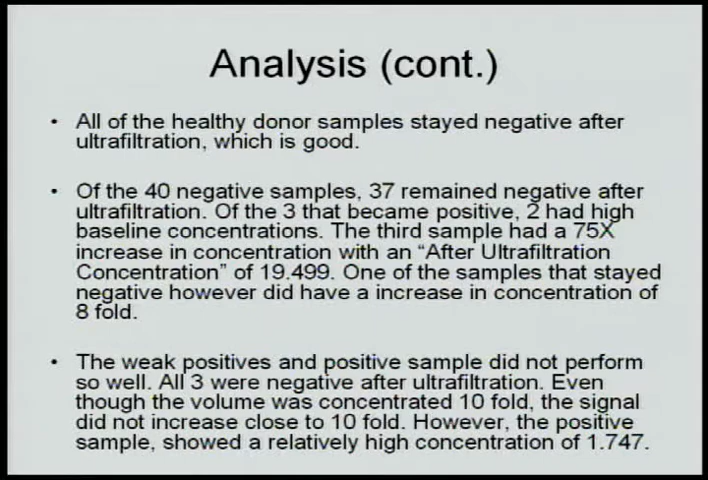 Analysis (cont.)
• All of the healthy donor samples stayed negative after
ultrafiltration, which is good.
• Of the 40 negative samples, 37 remained negative after
ultrafiltration. Of the 3 that became positive, 2 had high
baseline concentrations. The third sample had a 75X
increase in concentration with an “After Ultrafiltration
Concentration” of 19.499. One of the samples that stayed
negative however did have a increase in concentration of
8 fold.
• The weak positives and positive sample did not perform
so well. All 3 were negative after ultrafiltration. Even
though the volume was concentrated 10 fold, the signal
did not increase close to 10 fold. However, the positive
sample, showed a relatively high concentration of 1.747.